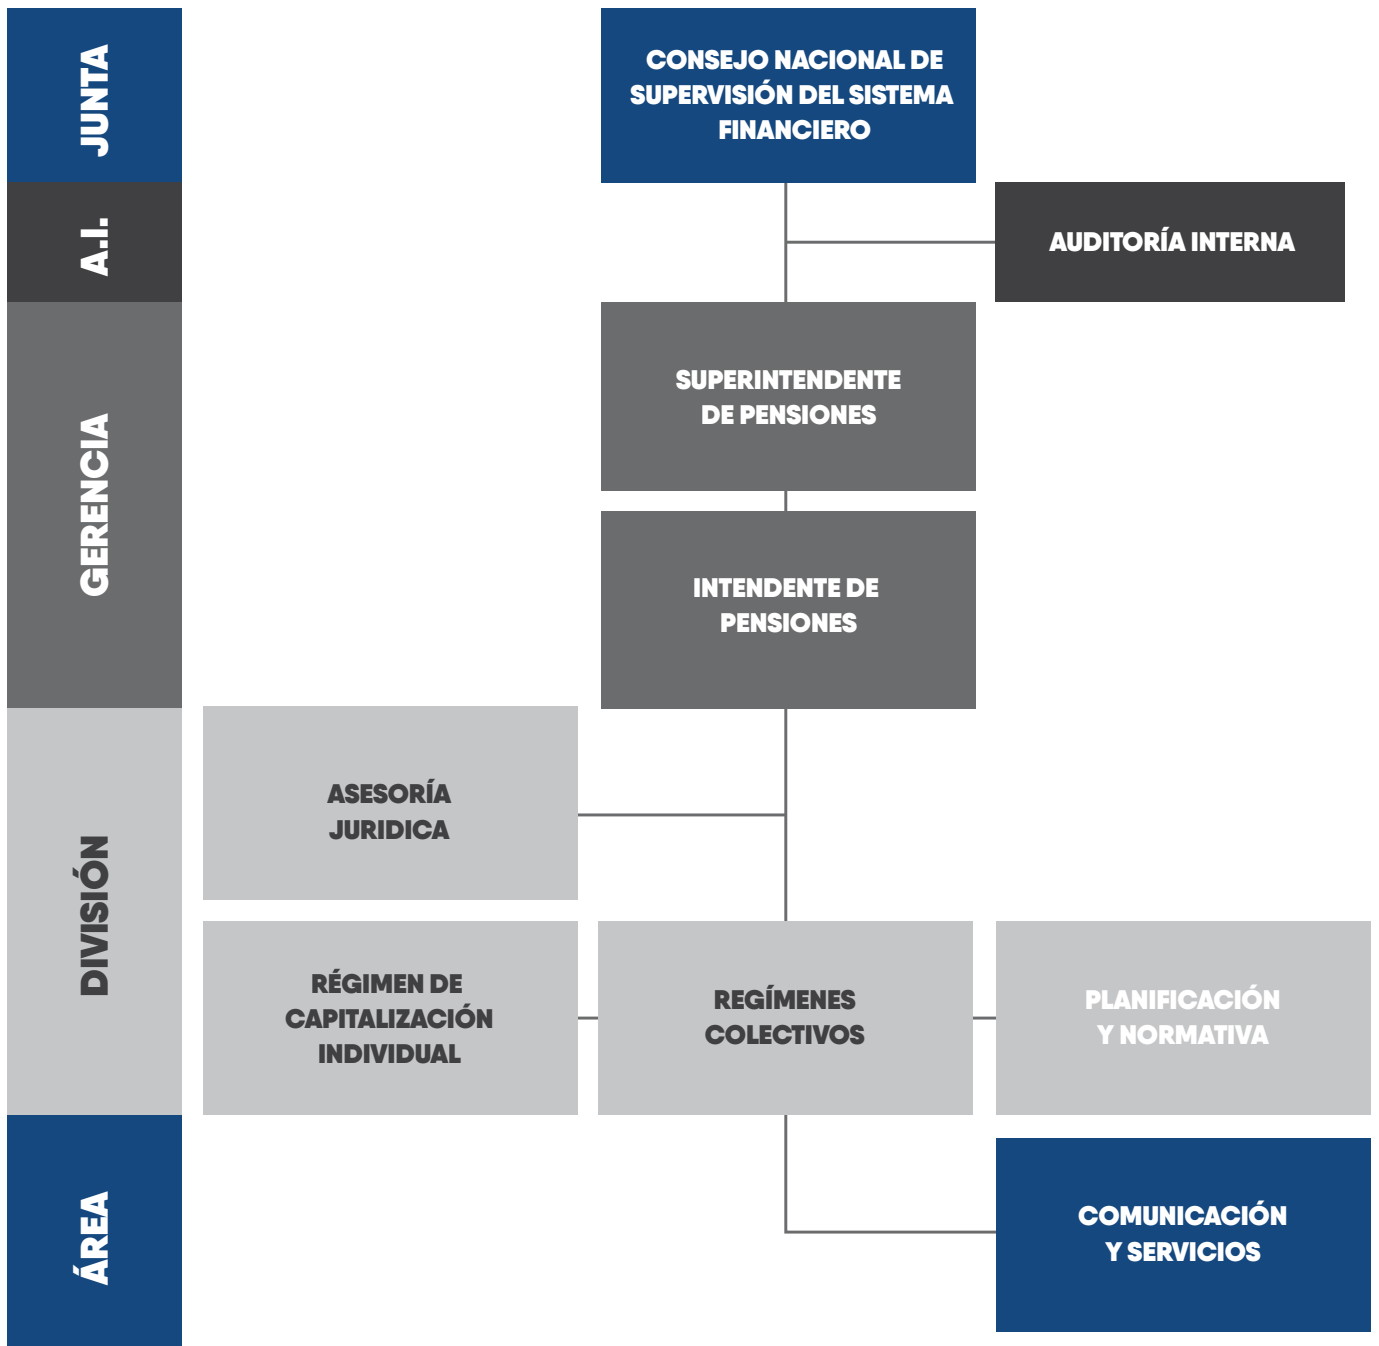 JUNTA
CONSEJO NACIONAL DE
SUPERVISIÓN DEL SISTEMA
FINANCIERO
A.I.
AUDITORÍA INTERNA
GERENCIA
SUPERINTENDENTE
DE PENSIONES
INTENDENTE DE
PENSIONES
DIVISIÓN
ASESORÍA
JURIDICA
RÉGIMEN DE
CAPITALIZACIÓN
INDIVIDUAL
REGÍMENES
COLECTIVOS
PLANIFICACIÓN
Y NORMATIVA
ÁREA
COMUNICACIÓN
Y SERVICIOS